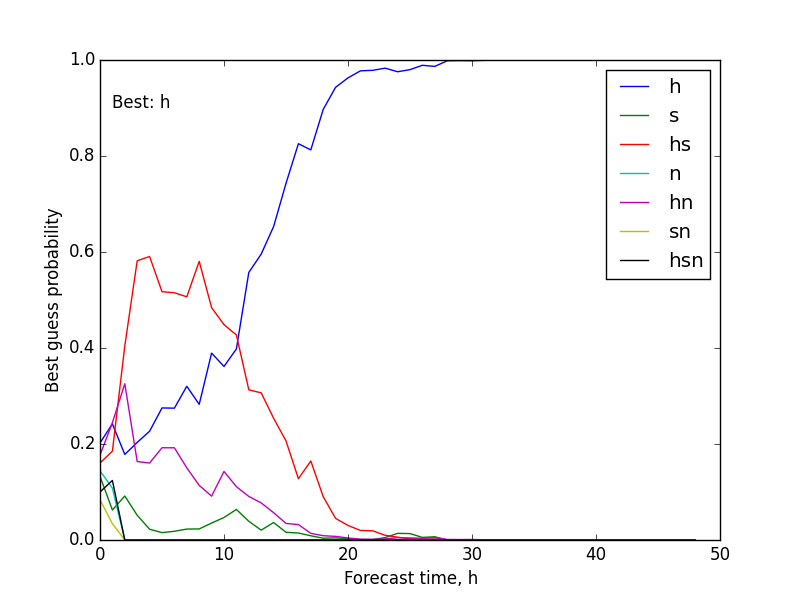 1.0
0.8
0.6
0.4
0.2
0.0
Best guess probability
Best: h
h
s
hs
n
hn
sn
hsn
0 10 20 30 40 50
Forecast time, h